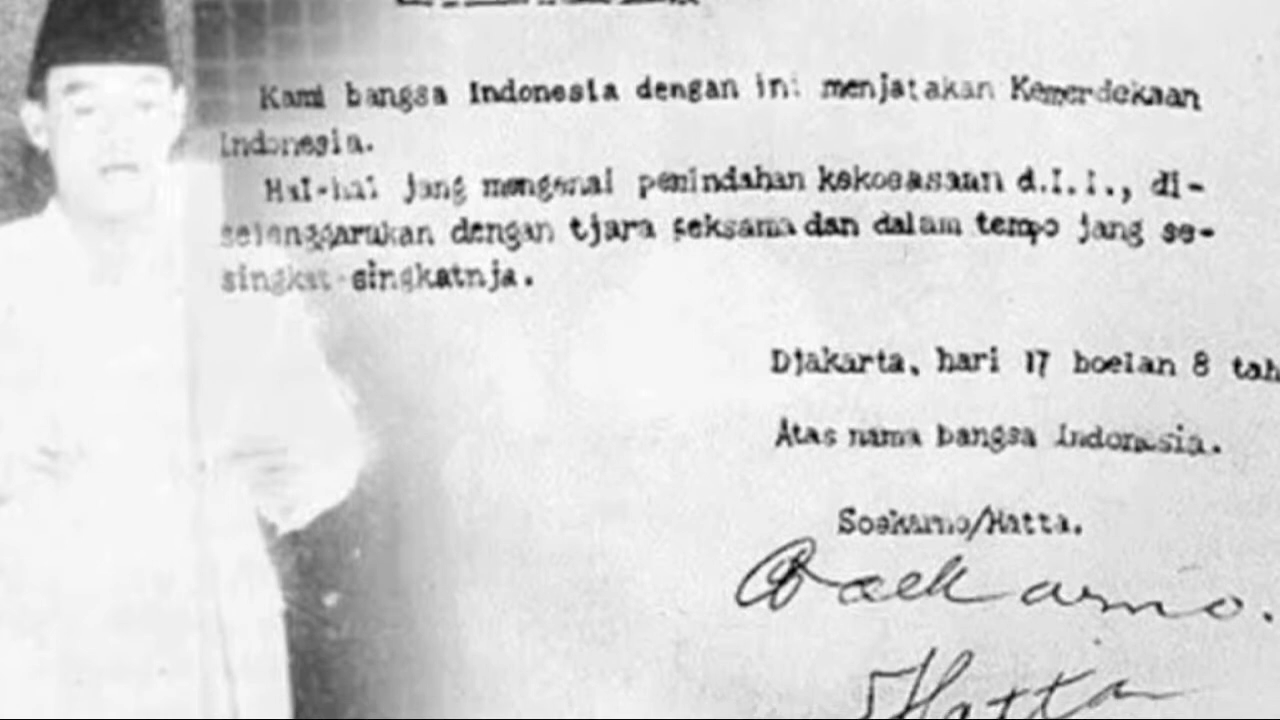 Kami bangsa Indonesia dengan ini menjatakan Kemerdekaan
Indonesia.
Hal-hal jang mengenai pemindahan kekoeasaan d.l.l., di-
selenggarakan dengan tjara seksama dan dalam tempo jang se-
singkat-singkatnja.
Djakarta, hari 17 boelan 8 tah
Atas nama bangsa Indonesia.
Soekarno/Hatta.
Soekarno.
Hatta